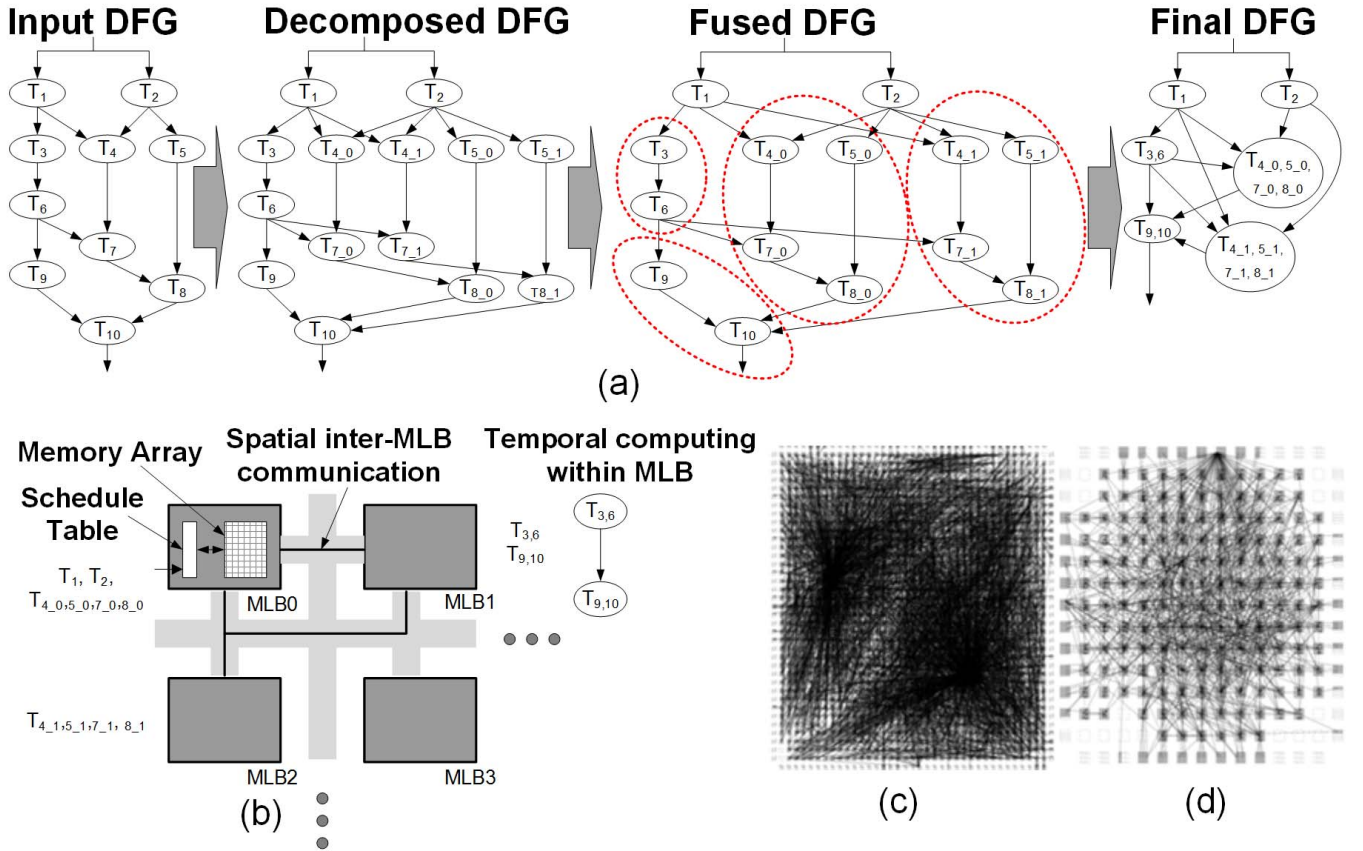 Input DFG
Decomposed DFG
Fused DFG
Final DFG
T1 T2
T3 T4 T5
T6
T7
T9 T8
T10
T1 T2
T3 T4_0 T4_1 T5_0 T5_1
T6
T7_0 T7_1
T9 T8_0 T8_1
T10
T1 T2
T3 T4_0 T5_0 T4_1 T5_1
T6
T7_0 T7_1
T9 T8_0 T8_1
T10
T1 T2
T3,6
T4_0, 5_0,
7_0, 8_0
T9,10
T4_1, 5_1,
7_1, 8_1
(a)
Memory Array
Schedule
Table
Spatial inter-MLB
communication
Temporal computing
within MLB
T1, T2,
T4_0,5_0,7_0,8_0
MLB0
MLB1
T3,6
T9,10
T3,6
T9,10
T4_1,5_1,7_1, 8_1
MLB2
MLB3
(b)
(c)
(d)